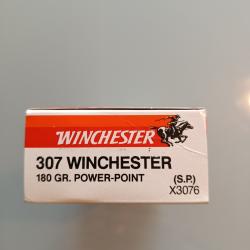 WINCHESTER
307 WINCHESTER
180 GR. POWER-POINT (S.P.)
X3076